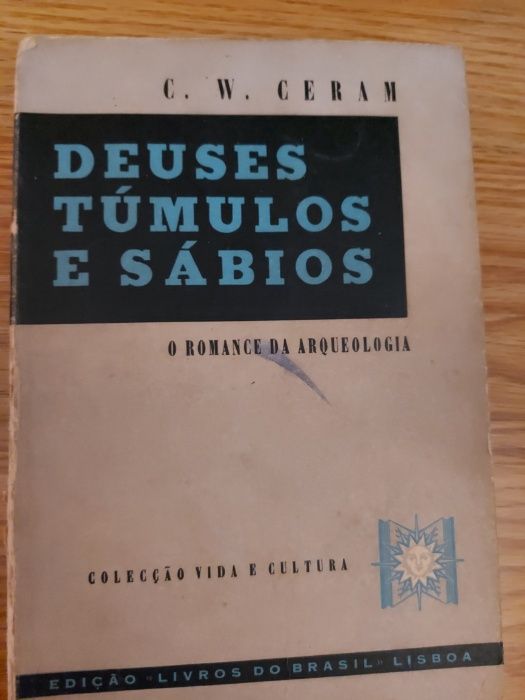 C. W. CERAM
DEUSES
TÚMULOS
E SÁBIOS
O ROMANCE DA ARQUEOLOGIA
COLECÇÃO VIDA E CULTURA
EDIÇÃO «LIVROS DO BRASIL» LISBOA